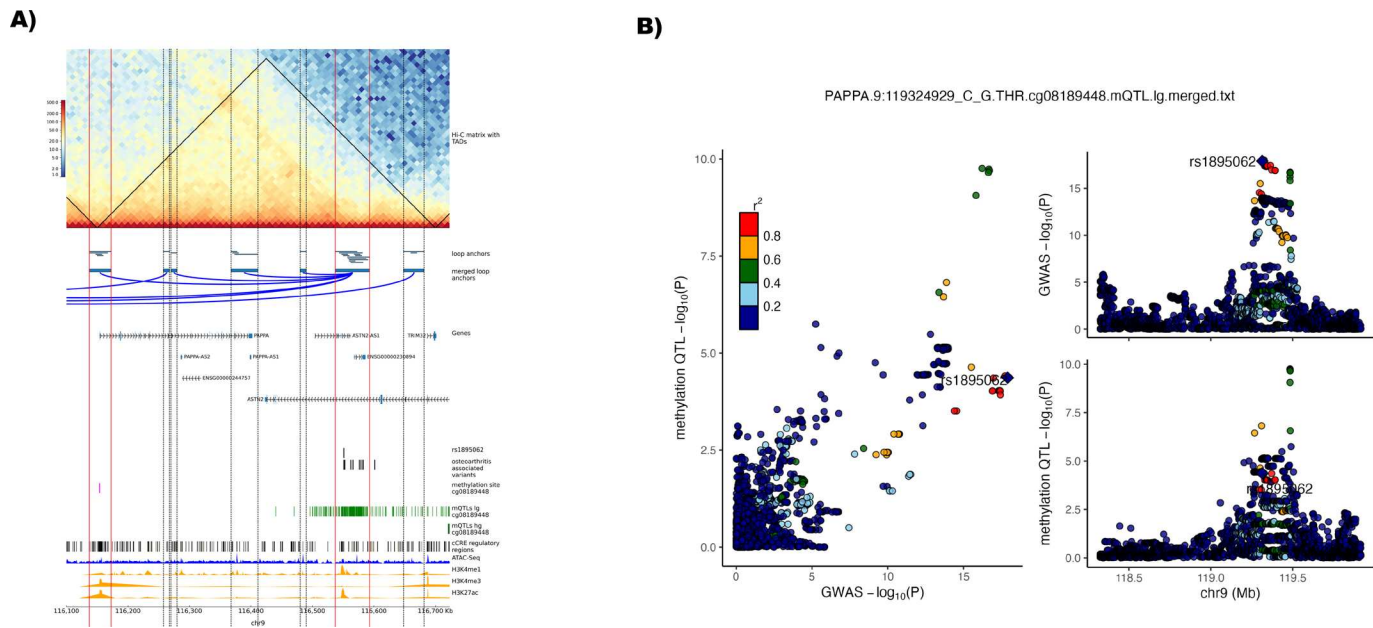 A)
B)
500.0
200.0
100.0
50.0
20.0
10.0
5.0
2.0
1.0
Hi-C matrix with
TADs
loop anchors
merged loop
anchors
Genes
PAPPA
ASTN2-AS1
TRIM32
PAPPA-AS2
PAPPA-AS1
ENSG00000230894
ENSG00000244757
ASTN2
rs1895062
osteoarthritis
associated
variants
methylation site
cg08189448
mQTLs lg
cg08189448
mQTLs hg
cg08189448
cCRE regulatory
regions
ATAC-Seq
H3K4me1
H3K4me3
H3K27ac
116,100
116,200
116,300
116,400
116,500
116,600
116,700 Kb
chr9
PAPPA.9:119324929_C_G.THR.cg08189448.mQTL.lg.merged.txt
10.0
7.5
5.0
2.5
0.0
methylation QTL −log10(P)
r2
0.8
0.6
0.4
0.2
rs1895062
0
5
10
15
GWAS −log10(P)
15
10
5
0
GWAS −log10(P)
rs1895062
10.0
7.5
5.0
2.5
0.0
methylation QTL −log10(P)
rs1895062
118.5
119.0
119.5
chr9 (Mb)